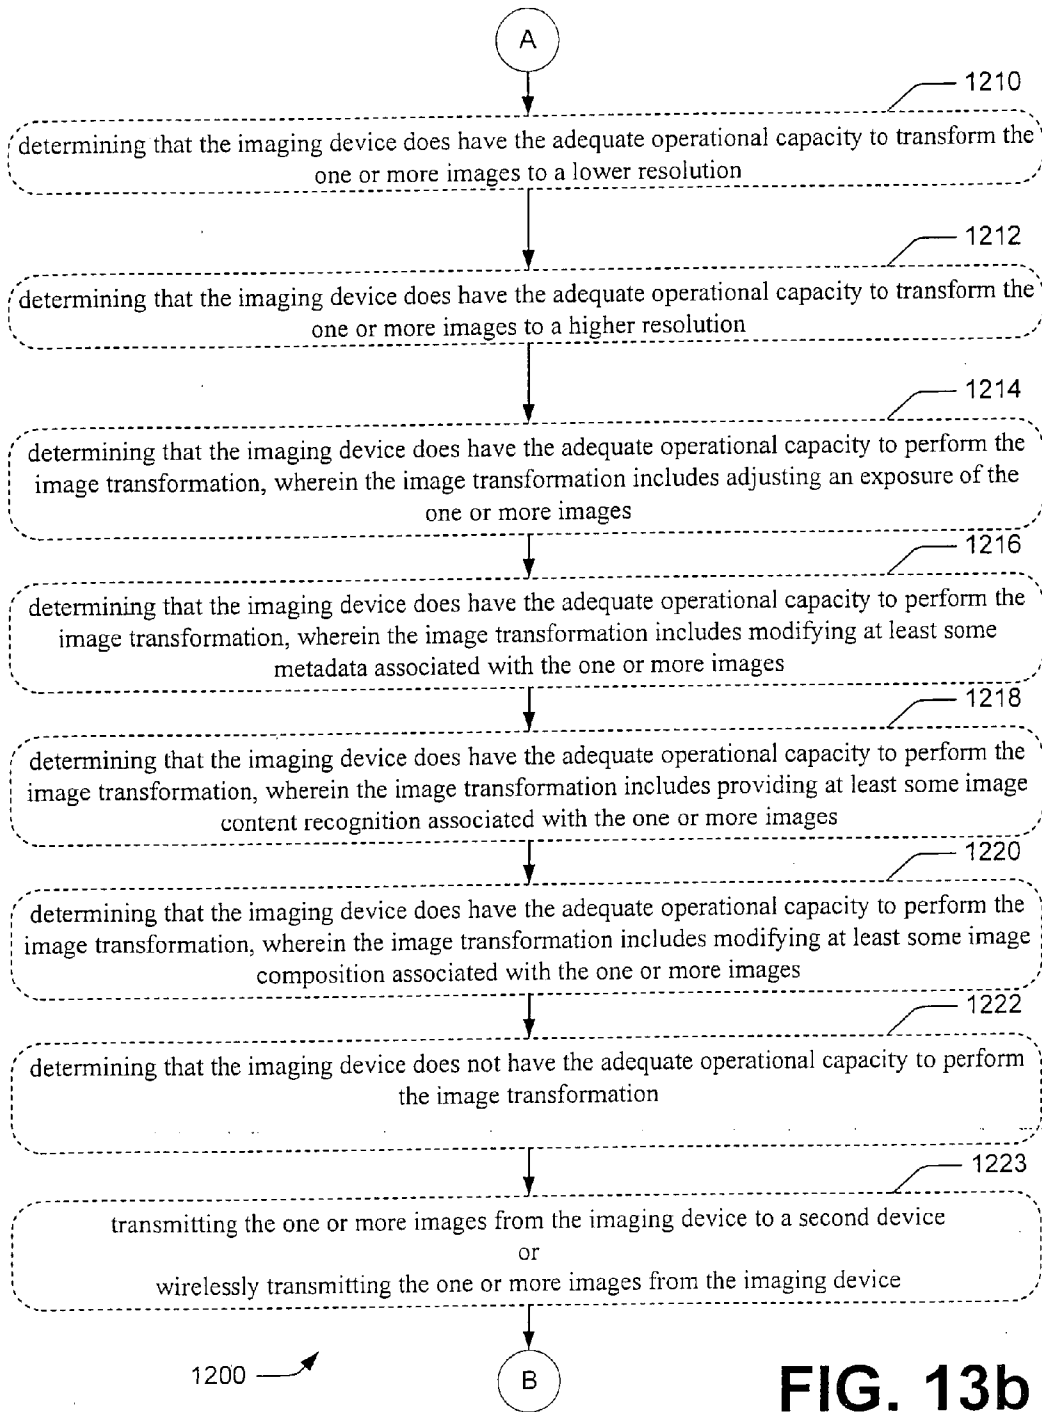 A
1210
determining that the imaging device does have the adequate operational capacity to transform the
one or more images to a lower resolution
1212
determining that the imaging device does have the adequate operational capacity to transform the
one or more images to a higher resolution
1214
determining that the imaging device does have the adequate operational capacity to perform the
image transformation, wherein the image transformation includes adjusting an exposure of the
one or more images
1216
determining that the imaging device does have the adequate operational capacity to perform the
image transformation, wherein the image transformation includes modifying at least some
metadata associated with the one or more images
1218
determining that the imaging device does have the adequate operational capacity to perform the
image transformation, wherein the image transformation includes providing at least some image
content recognition associated with the one or more images
1220
determining that the imaging device does have the adequate operational capacity to perform the
image transformation, wherein the image transformation includes modifying at least some image
composition associated with the one or more images
1222
determining that the imaging device does not have the adequate operational capacity to perform
the image transformation
1223
transmitting the one or more images from the imaging device to a second device
or
wirelessly transmitting the one or more images from the imaging device
1200
B
FIG. 13b